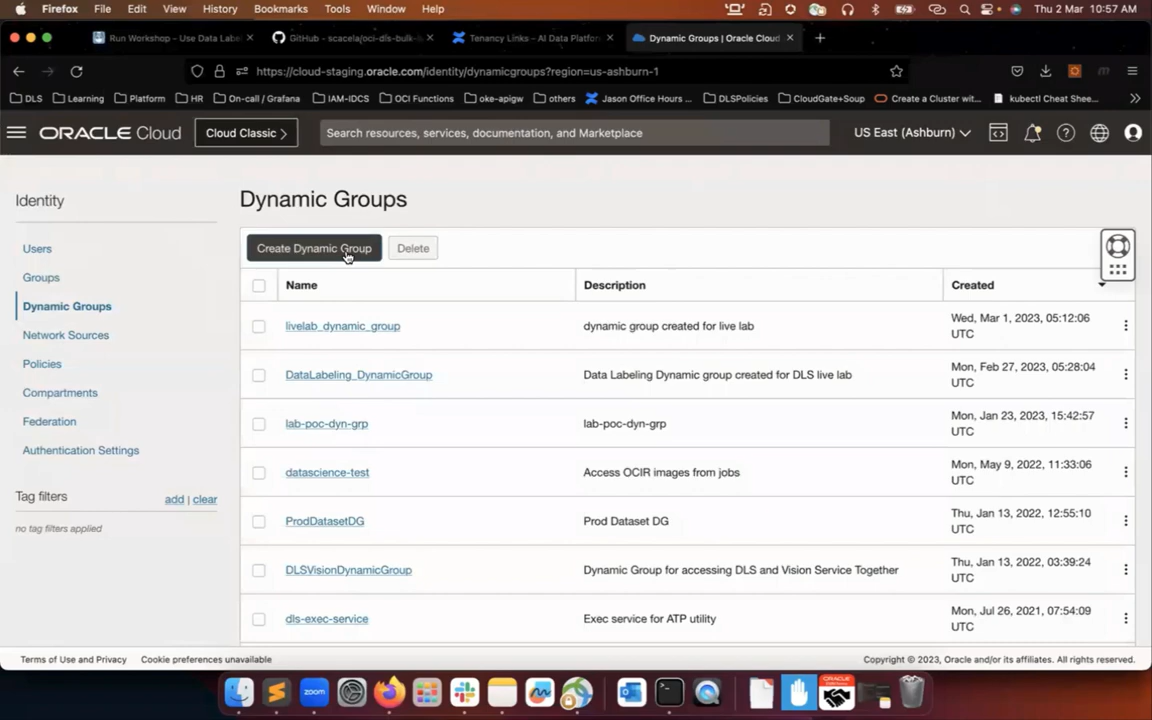 Firefox File Edit View History Bookmarks Tools Window Help
Thu 2 Mar 10:57 AM
Run Workshop - Use Data Labe
GitHub - scacela/oci-dls-bulk-l
Tenancy Links - AI Data Platfor
Dynamic Groups | Oracle Cloud
https://cloud-staging.oracle.com/identity/dynamicgroups?region=us-ashburn-1
DLS Learning Platform HR On-call / Grafana IAM-IDCS OCI Functions oke-apigw others Jason Office Hours ... DLSPolicies CloudGate+Soup Create a Cluster wit... kubectl Cheat Shee...
ORACLE Cloud
Cloud Classic >
Search resources, services, documentation, and Marketplace
US East (Ashburn)
Identity
Users
Groups
Dynamic Groups
Network Sources
Policies
Compartments
Federation
Authentication Settings
Tag filters add | clear
no tag filters applied
Dynamic Groups
Create Dynamic Group Delete
Name Description Created
livelab_dynamic_group dynamic group created for live lab Wed, Mar 1, 2023, 05:12:06
UTC
DataLabeling_DynamicGroup Data Labeling Dynamic group created for DLS live lab Mon, Feb 27, 2023, 05:28:04
UTC
lab-poc-dyn-grp lab-poc-dyn-grp Mon, Jan 23, 2023, 15:42:57
UTC
datascience-test Access OCIR images from jobs Mon, May 9, 2022, 11:33:06
UTC
ProdDatasetDG Prod Dataset DG Thu, Jan 13, 2022, 12:55:10
UTC
DLSVisionDynamicGroup Dynamic Group for accessing DLS and Vision Service Together Thu, Jan 13, 2022, 03:39:24
UTC
dls-exec-service Exec service for ATP utility Mon, Jul 26, 2021, 07:54:09
UTC
Terms of Use and Privacy Cookie preferences unavailable
Copyright © 2023, Oracle and/or its affiliates. All rights reserved.
zoom
ORACLE